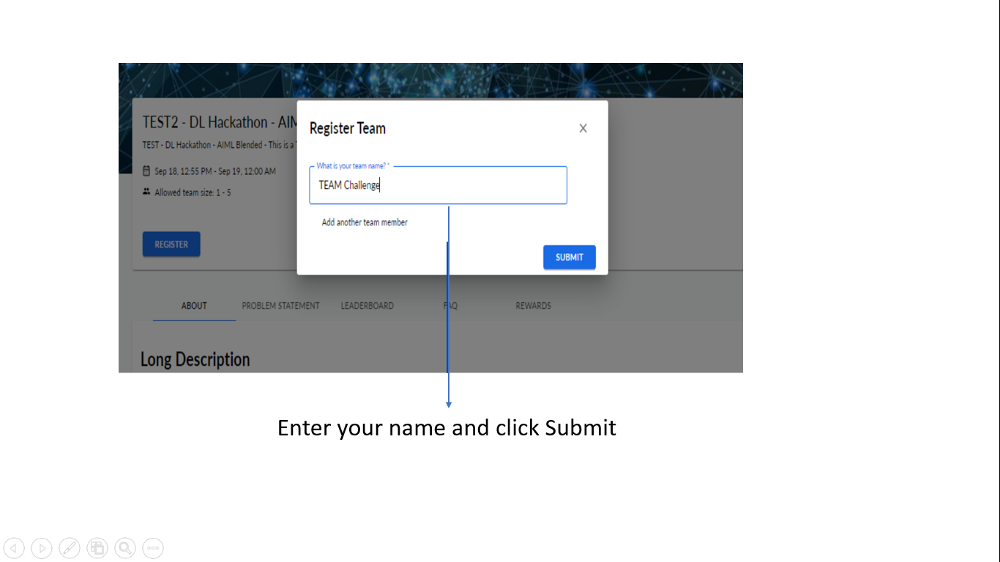 TEST2 - DL Hackathon - AIM
Register Team
X
TEST - DL Hackathon - AIML Blended - This is a
What is your team name? *
Sep 18, 12:55 PM - Sep 19, 12:00 AM
TEAM Challenge
Allowed team size: 1 - 5
Add another team member
REGISTER
SUBMIT
ABOUT PROBLEM STATEMENT LEADERBOARD FAQ REWARDS
Long Description
Enter your name and click Submit